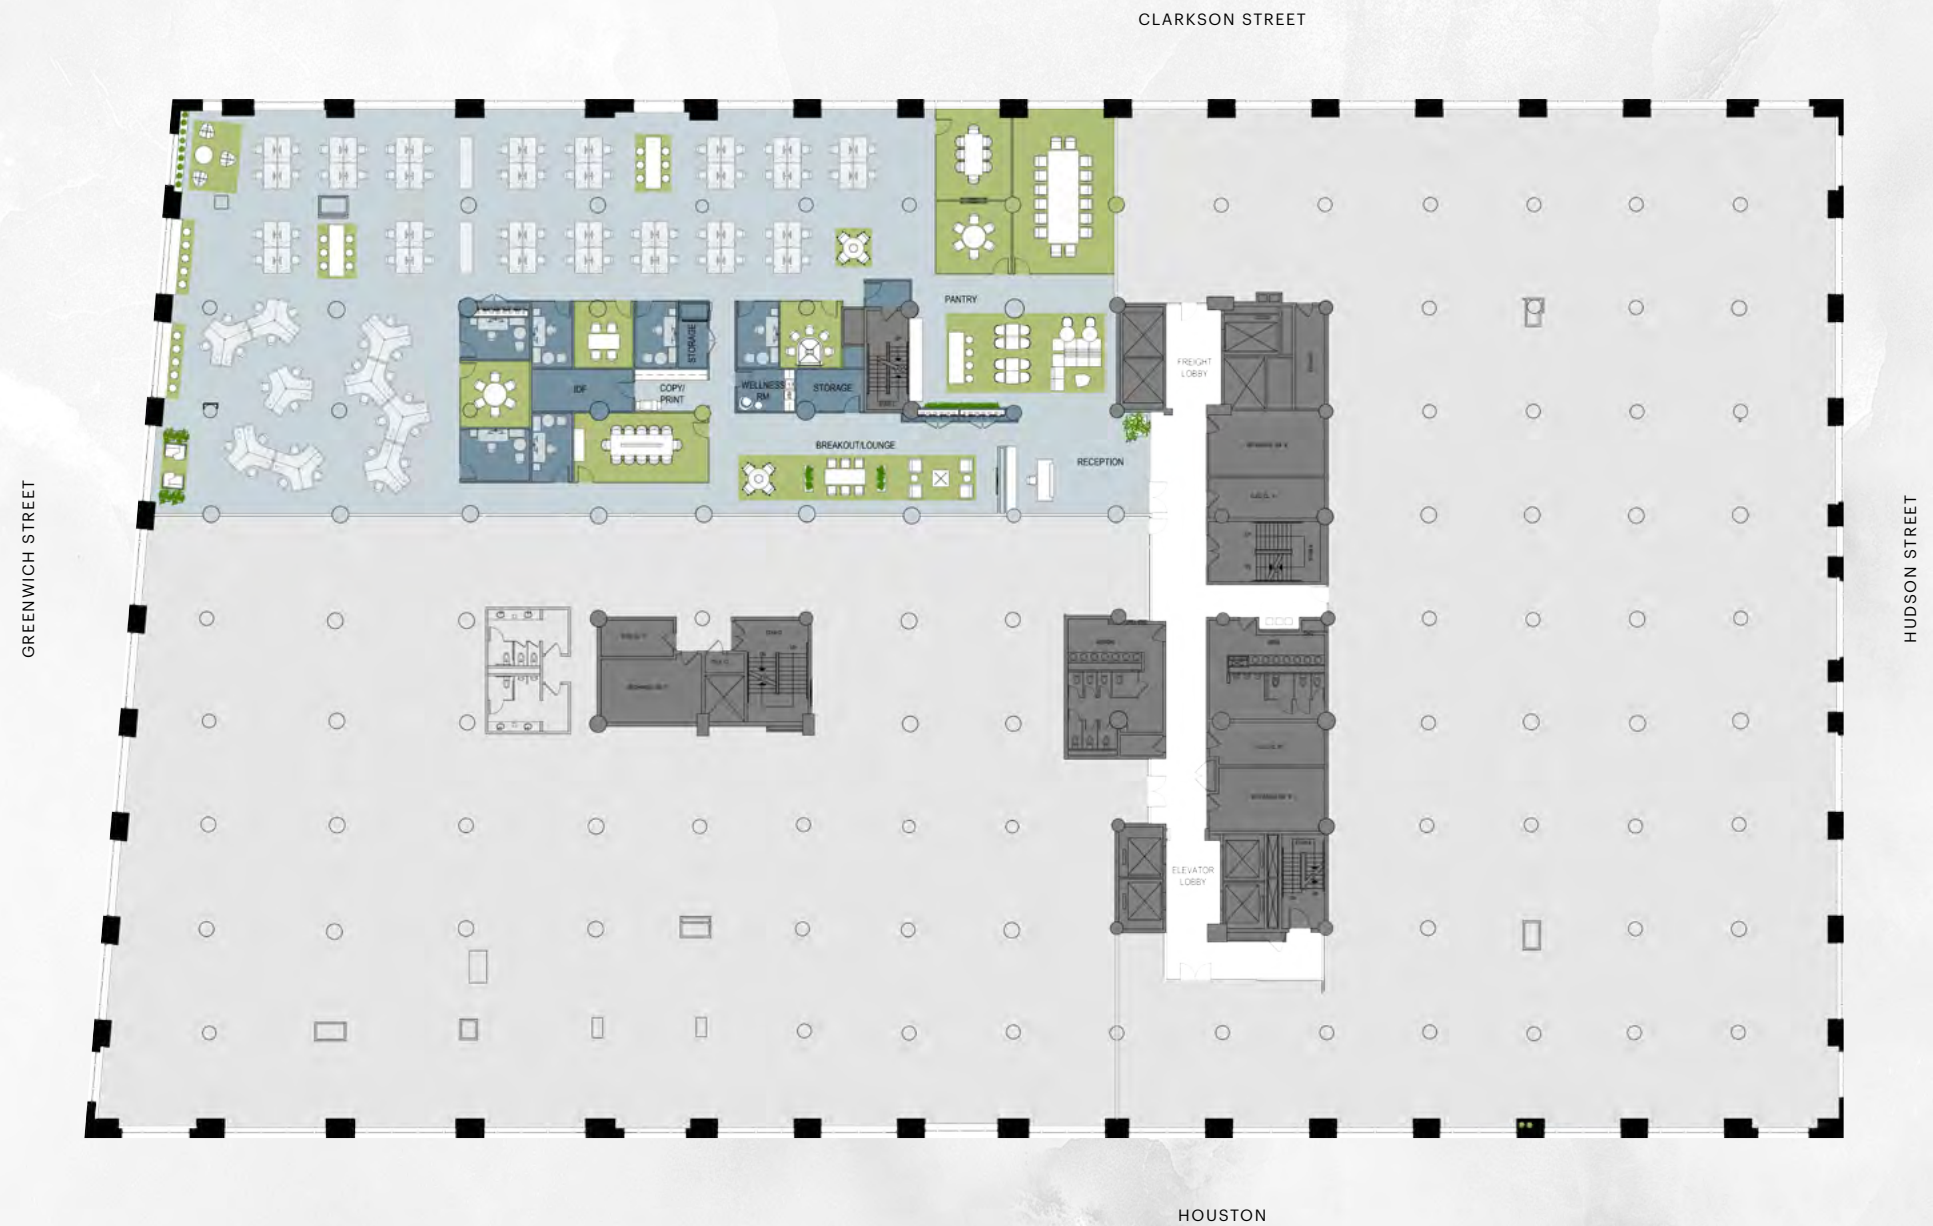 CLARKSON STREET
PANTRY
STORAGE
FREIGHT
LOBBY
IDF
COPY/
PRINT
WELLNESS
RM
STORAGE
BREAKOUT/LOUNGE
RECEPTION
GREENWICH STREET
HUDSON STREET
ELEVATOR
LOBBY
HOUSTON